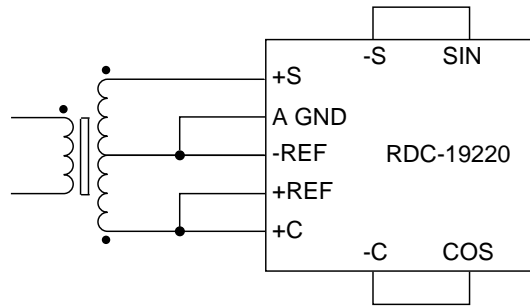 -S SIN
+S
A GND
-REF RDC-19220
+REF
+C
-C COS